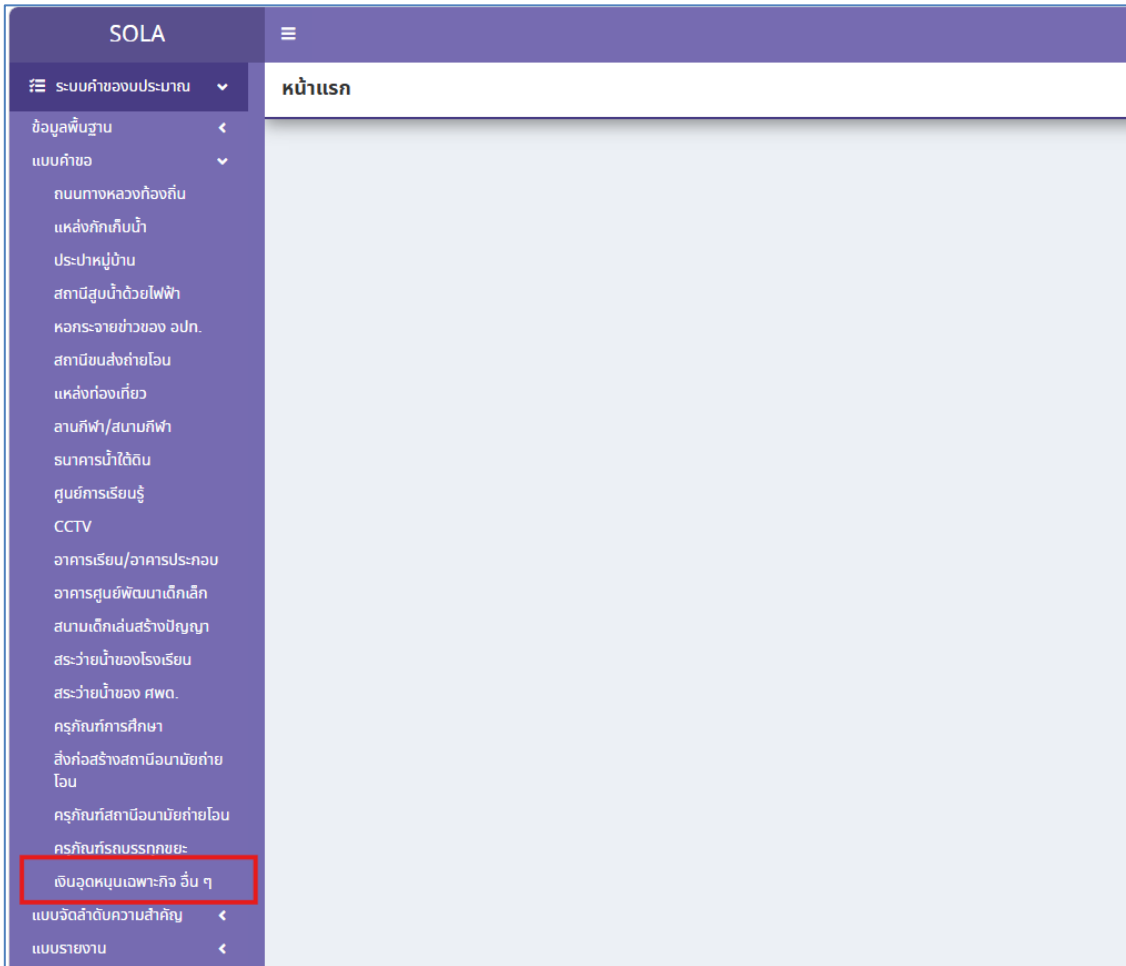 SOLA
ระบบคำของบประมาณ
หน้าแรก
ข้อมูลพื้นฐาน
แบบคำขอ
ถนนทางหลวงท้องถิ่น
แหล่งกักเก็บน้ำ
ประปาหมู่บ้าน
สถานีสูบน้ำด้วยไฟฟ้า
หอกระจายข่าวของ อปท.
สถานีขนส่งถ่ายโอน
แหล่งท่องเที่ยว
ลานกีฬา/สนามกีฬา
ธนาคารน้ำใต้ดิน
ศูนย์การเรียนรู้
CCTV
อาคารเรียน/อาคารประกอบ
อาคารศูนย์พัฒนาเด็กเล็ก
สนามเด็กเล่นสร้างปัญญา
สระว่ายน้ำของโรงเรียน
สระว่ายน้ำของ ศพด.
ครุภัณฑ์การศึกษา
สิ่งก่อสร้างสถานีอนามัยถ่าย
โอน
ครุภัณฑ์สถานีอนามัยถ่ายโอน
ครุภัณฑ์รถบรรทุกขยะ
เงินอุดหนุนเฉพาะกิจ อื่น ๆ
แบบจัดลำดับความสำคัญ
แบบรายงาน